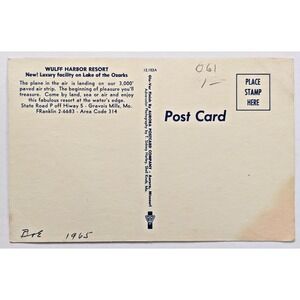 WULFF HARBOR RESORT
New! Luxury facility on Lake of the Ozarks
The plane in the air is landing on our 3,000'
paved air strip. The beginning of pleasure you'll
treasure. Come by land, sea or air and enjoy
this fabulous resort at the water's edge.
State Road P off Hiway 5 - Gravois Mills, Mo.
FRanklin 2-6683 - Area Code 314
POSTCARD COMPANY
061
1-
PLACE
STAMP
HERE
Post Card
1965